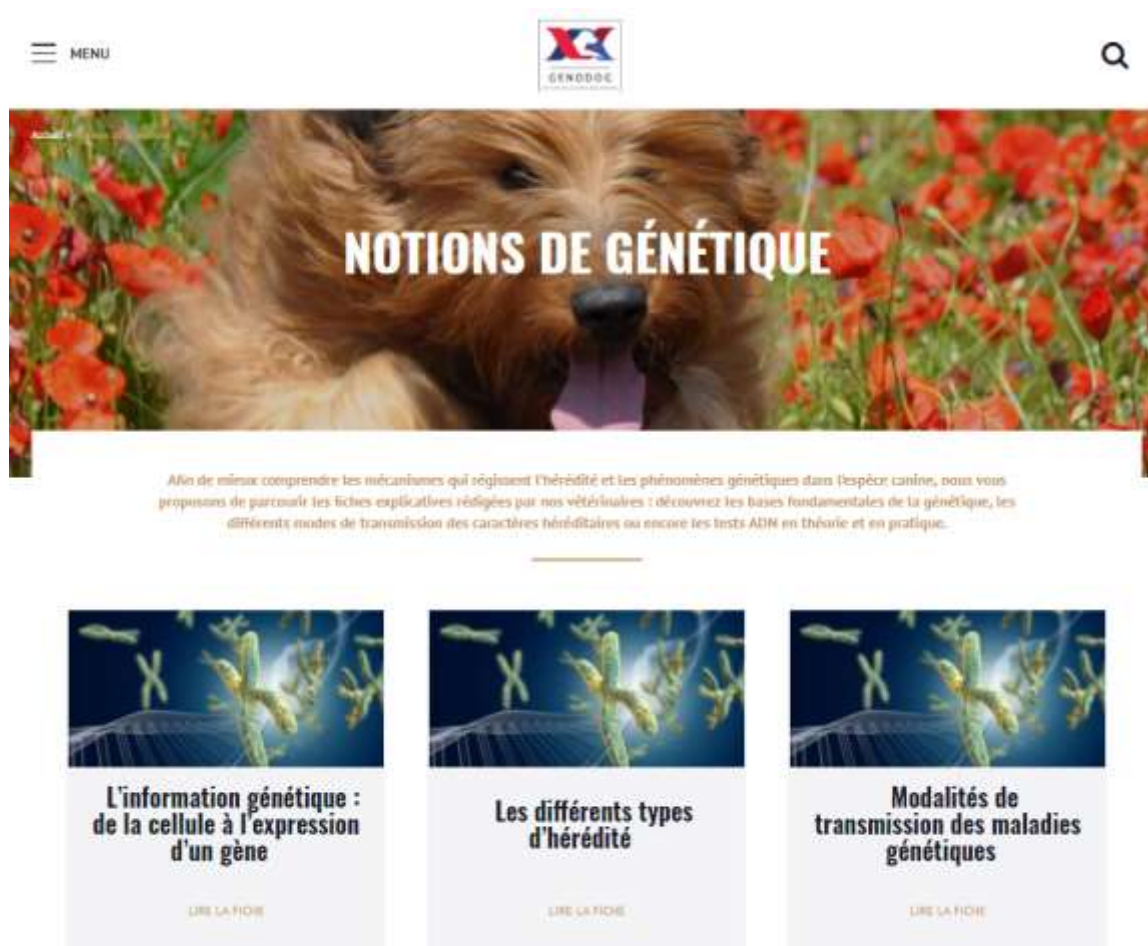 MENU
GENODOG
Accueil »
NOTIONS DE GÉNÉTIQUE
Afin de mieux comprendre les mécanismes qui régissent l'hérédité et les phénomènes génétiques dans l'espèce canine, nous vous
proposons de parcourir les fiches explicatives rédigées par nos vétérinaires : découvrez les bases fondamentales de la génétique, les
différents modes de transmission des caractères héréditaires ou encore les tests ADN en théorie et en pratique.
L'information génétique :
de la cellule à l'expression
d'un gène
LIRE LA FICHE
Les différents types
d'hérédité
LIRE LA FICHE
Modalités de
transmission des maladies
génétiques
LIRE LA FICHE